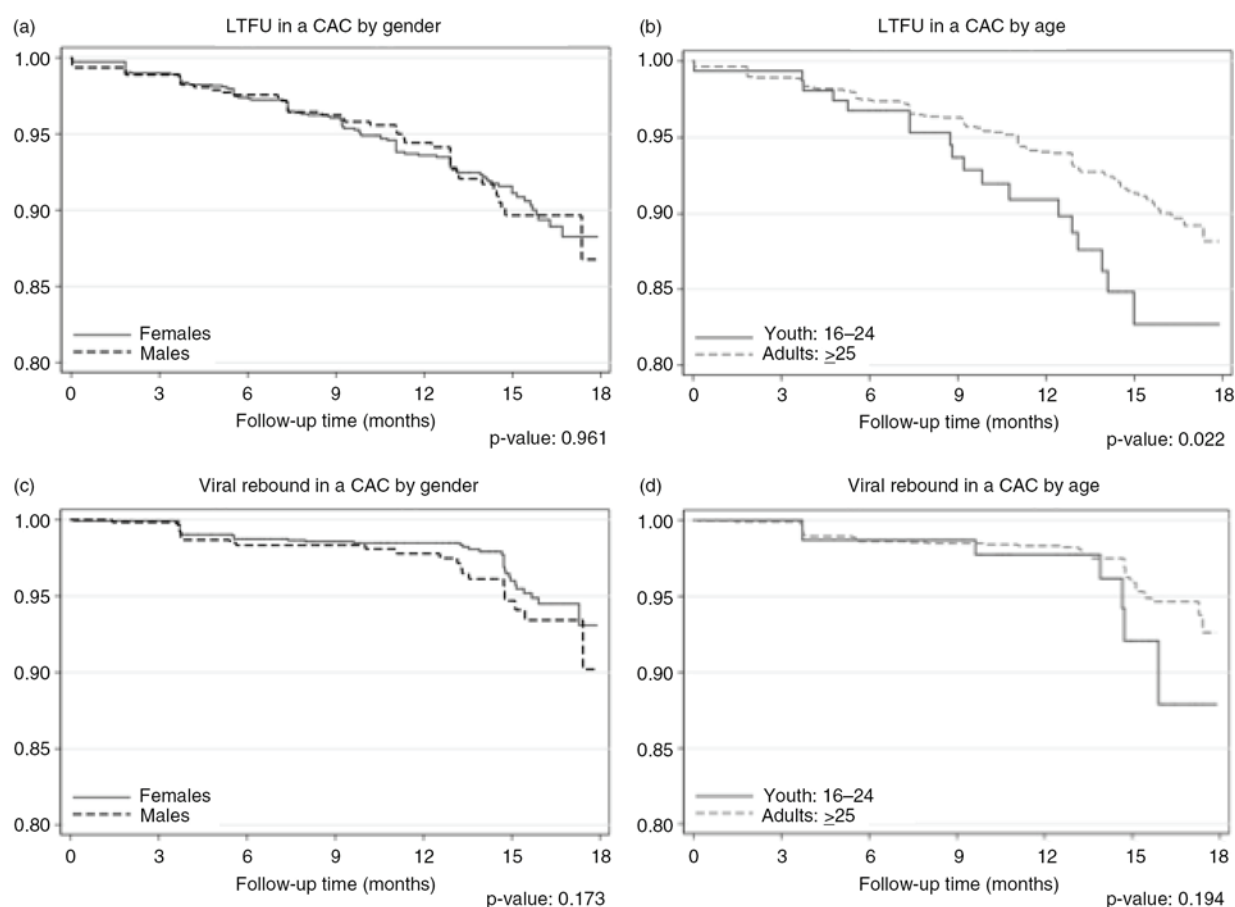 (a) LTFU in a CAC by gender
1.00
0.95
0.90
0.85
0.80
Females
Males
0 3 6 9 12 15 18
Follow-up time (months)
p-value: 0.961
(b) LTFU in a CAC by age
1.00
0.95
0.90
0.85
0.80
Youth: 16–24
Adults: ≥25
0 3 6 9 12 15 18
Follow-up time (months)
p-value: 0.022
(c) Viral rebound in a CAC by gender
1.00
0.95
0.90
0.85
0.80
Females
Males
0 3 6 9 12 15 18
Follow-up time (months)
p-value: 0.173
(d) Viral rebound in a CAC by age
1.00
0.95
0.90
0.85
0.80
Youth: 16–24
Adults: ≥25
0 3 6 9 12 15 18
Follow-up time (months)
p-value: 0.194